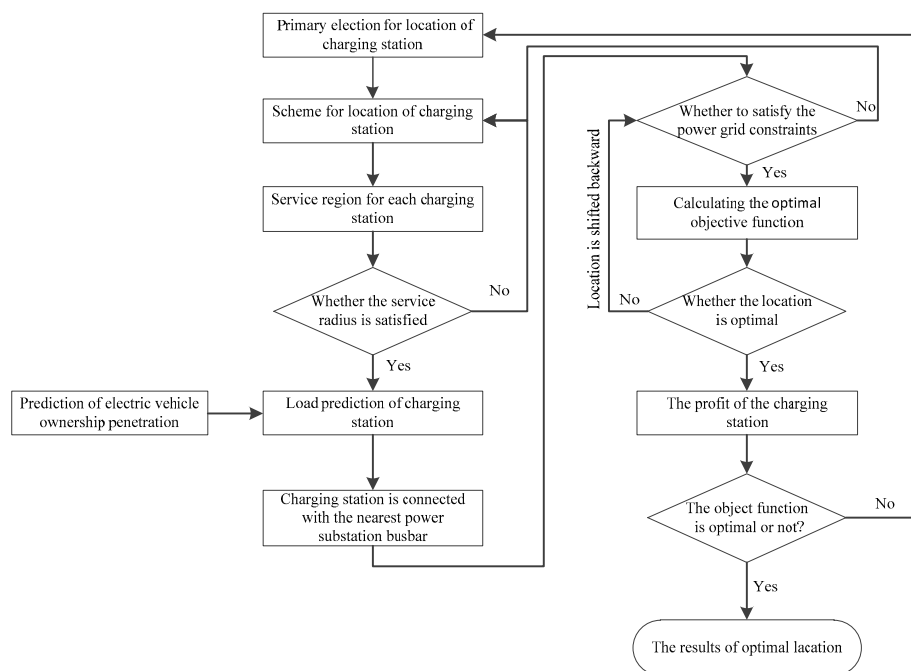 Primary election for location of
charging station
Scheme for location of charging
station
Service region for each charging
station
Whether the service
radius is satisfied
No
Yes
Prediction of electric vehicle
ownership penetration
Load prediction of charging
station
Charging station is connected
with the nearest power
substation busbar
Whether to satisfy the
power grid constraints
No
Yes
Location is shifted backward
Calculating the optimal
objective function
Whether the location
is optimal
No
Yes
The profit of the charging
station
The object function
is optimal or not?
No
Yes
The results of optimal lacation